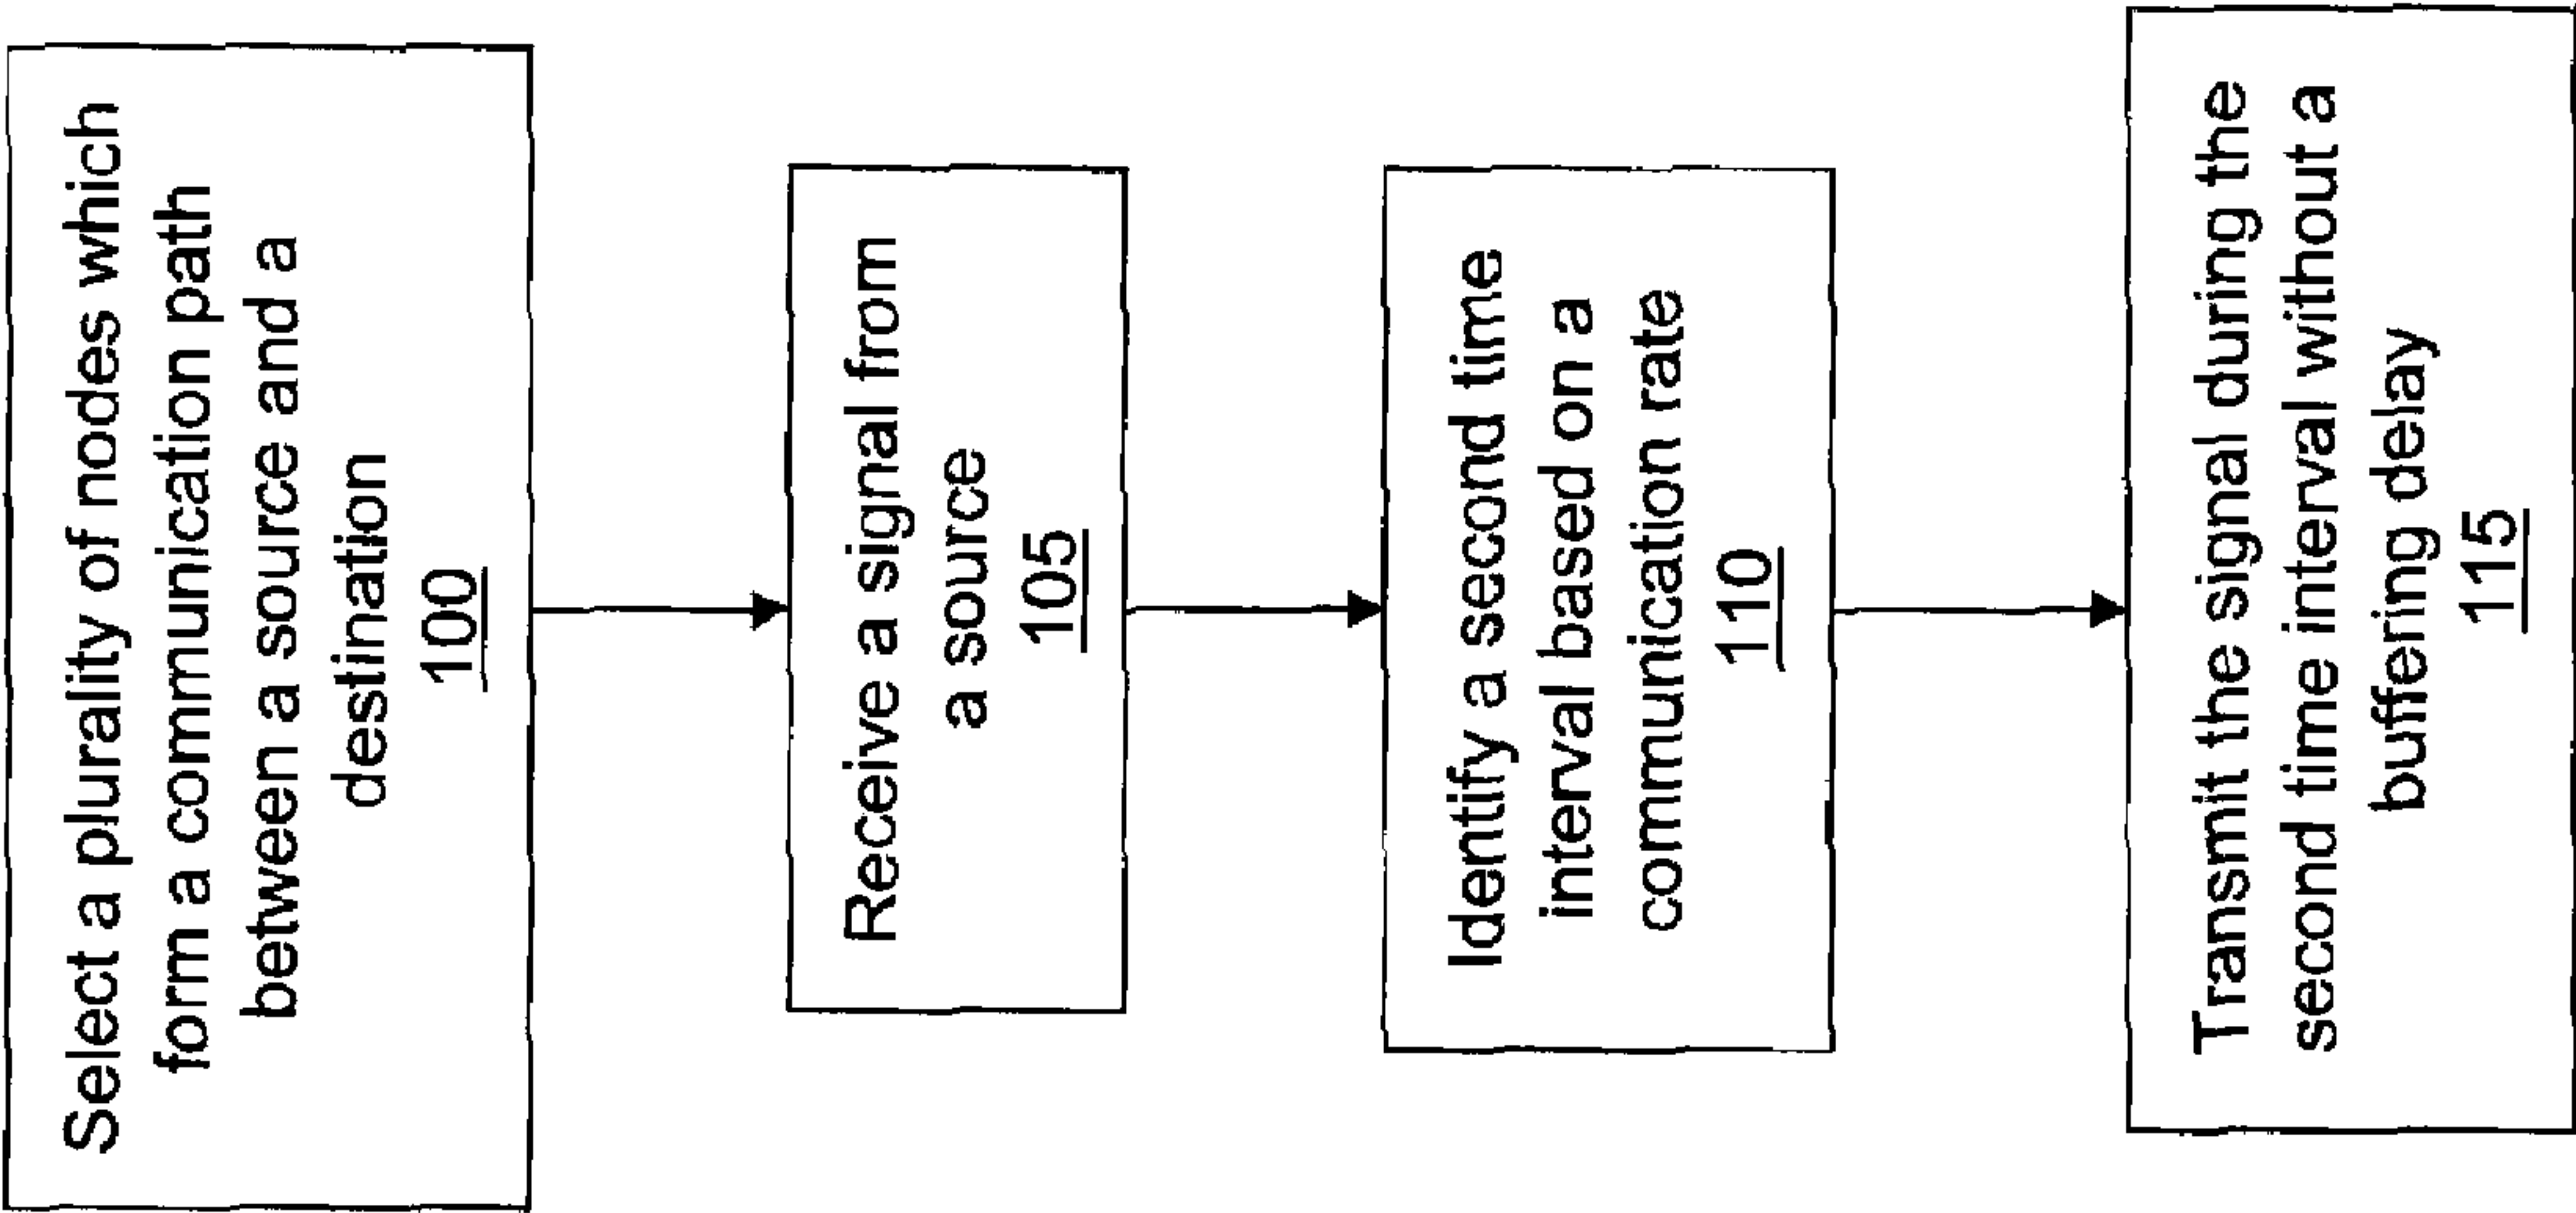 Select a plurality of nodes which
form a communication path
between a source and a
destination
100
Receive a signal from
a source
105
Identify a second time
interval based on a
communication rate
110
Transmit the signal during the
second time interval without a
buffering delay
115